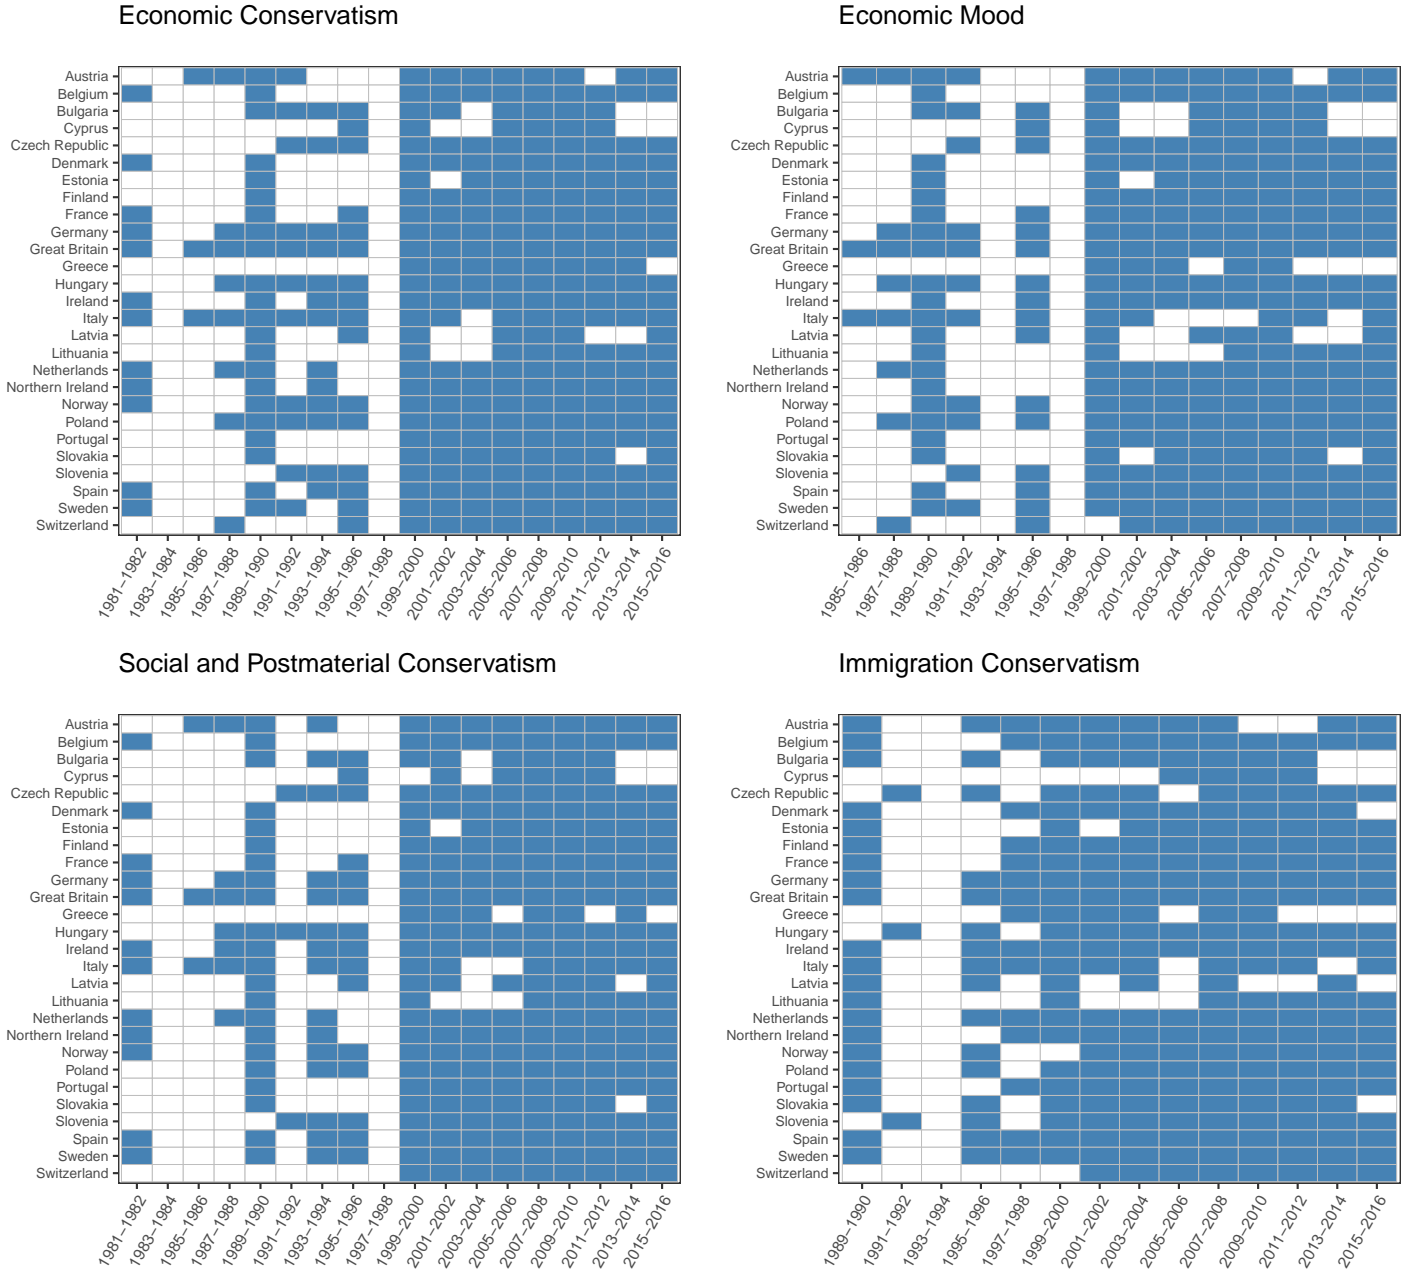 Economic Conservatism
Austria
Belgium
Bulgaria
Cyprus
Czech Republic
Denmark
Estonia
Finland
France
Germany
Great Britain
Greece
Hungary
Ireland
Italy
Latvia
Lithuania
Netherlands
Northern Ireland
Norway
Poland
Portugal
Slovakia
Slovenia
Spain
Sweden
Switzerland
1981–1982
1983–1984
1985–1986
1987–1988
1989–1990
1991–1992
1993–1994
1995–1996
1997–1998
1999–2000
2001–2002
2003–2004
2005–2006
2007–2008
2009–2010
2011–2012
2013–2014
2015–2016
Economic Mood
Austria
Belgium
Bulgaria
Cyprus
Czech Republic
Denmark
Estonia
Finland
France
Germany
Great Britain
Greece
Hungary
Ireland
Italy
Latvia
Lithuania
Netherlands
Northern Ireland
Norway
Poland
Portugal
Slovakia
Slovenia
Spain
Sweden
Switzerland
1985–1986
1987–1988
1989–1990
1991–1992
1993–1994
1995–1996
1997–1998
1999–2000
2001–2002
2003–2004
2005–2006
2007–2008
2009–2010
2011–2012
2013–2014
2015–2016
Social and Postmaterial Conservatism
Austria
Belgium
Bulgaria
Cyprus
Czech Republic
Denmark
Estonia
Finland
France
Germany
Great Britain
Greece
Hungary
Ireland
Italy
Latvia
Lithuania
Netherlands
Northern Ireland
Norway
Poland
Portugal
Slovakia
Slovenia
Spain
Sweden
Switzerland
1981–1982
1983–1984
1985–1986
1987–1988
1989–1990
1991–1992
1993–1994
1995–1996
1997–1998
1999–2000
2001–2002
2003–2004
2005–2006
2007–2008
2009–2010
2011–2012
2013–2014
2015–2016
Immigration Conservatism
Austria
Belgium
Bulgaria
Cyprus
Czech Republic
Denmark
Estonia
Finland
France
Germany
Great Britain
Greece
Hungary
Ireland
Italy
Latvia
Lithuania
Netherlands
Northern Ireland
Norway
Poland
Portugal
Slovakia
Slovenia
Spain
Sweden
Switzerland
1989–1990
1991–1992
1993–1994
1995–1996
1997–1998
1999–2000
2001–2002
2003–2004
2005–2006
2007–2008
2009–2010
2011–2012
2013–2014
2015–2016